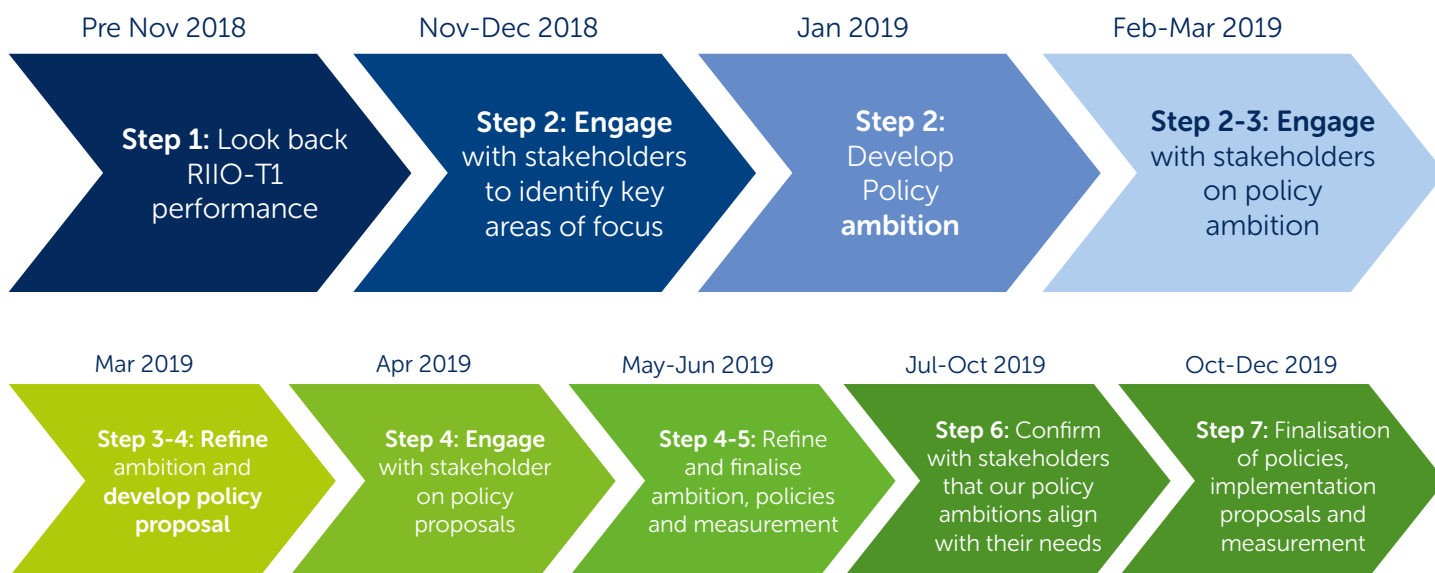 Pre Nov 2018
Nov-Dec 2018
Jan 2019
Feb-Mar 2019
Step 1: Look back
RIIO-T1
performance
Step 2: Engage
with stakeholders
to identify key
areas of focus
Step 2:
Develop
Policy
ambition
Step 2-3: Engage
with stakeholders
on policy
ambition
Mar 2019
Apr 2019
May-Jun 2019
Jul-Oct 2019
Oct-Dec 2019
Step 3-4: Refine
ambition and
develop policy
proposal
Step 4: Engage
with stakeholder
on policy
proposals
Step 4-5: Refine
and finalise
ambition, policies
and measurement
Step 6: Confirm
with stakeholders
that our policy
ambitions align
with their needs
Step 7: Finalisation
of policies,
implementation
proposals and
measurement